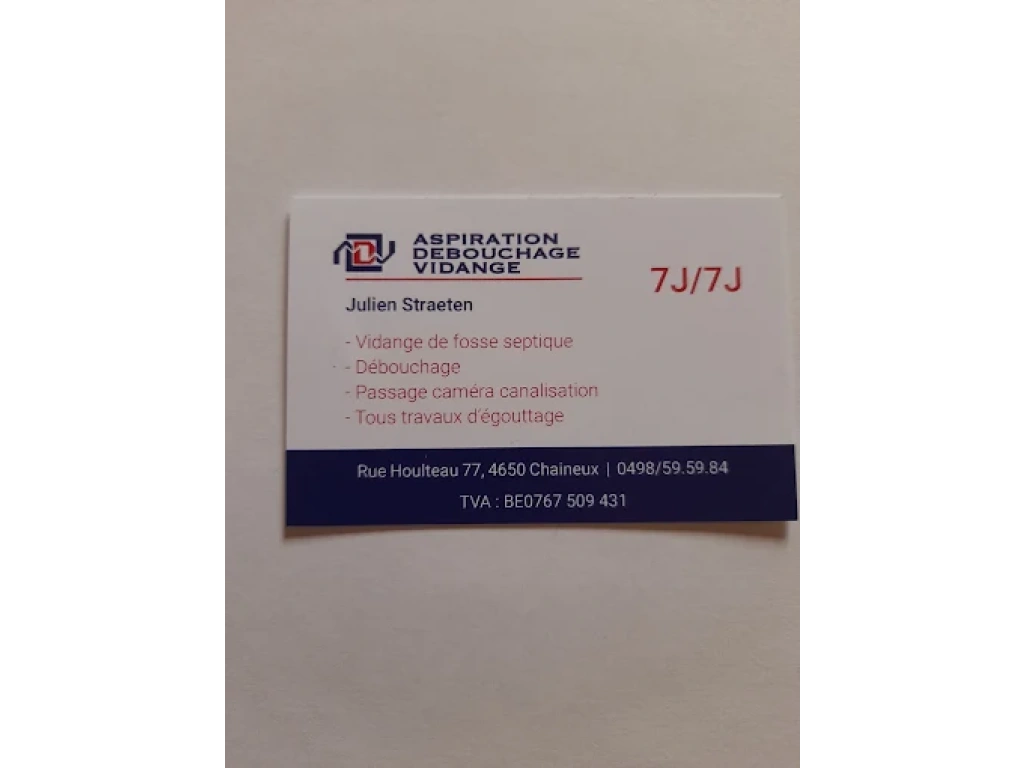 ASPIRATION
DEBOUCHAGE
VIDANGE
7J/7J
Julien Straeten
- Vidange de fosse septique
- Débouchage
- Passage caméra canalisation
- Tous travaux d'égouttage
Rue Houlteau 77, 4650 Chaineux | 0498/59.59.84
TVA : BE0767 509 431